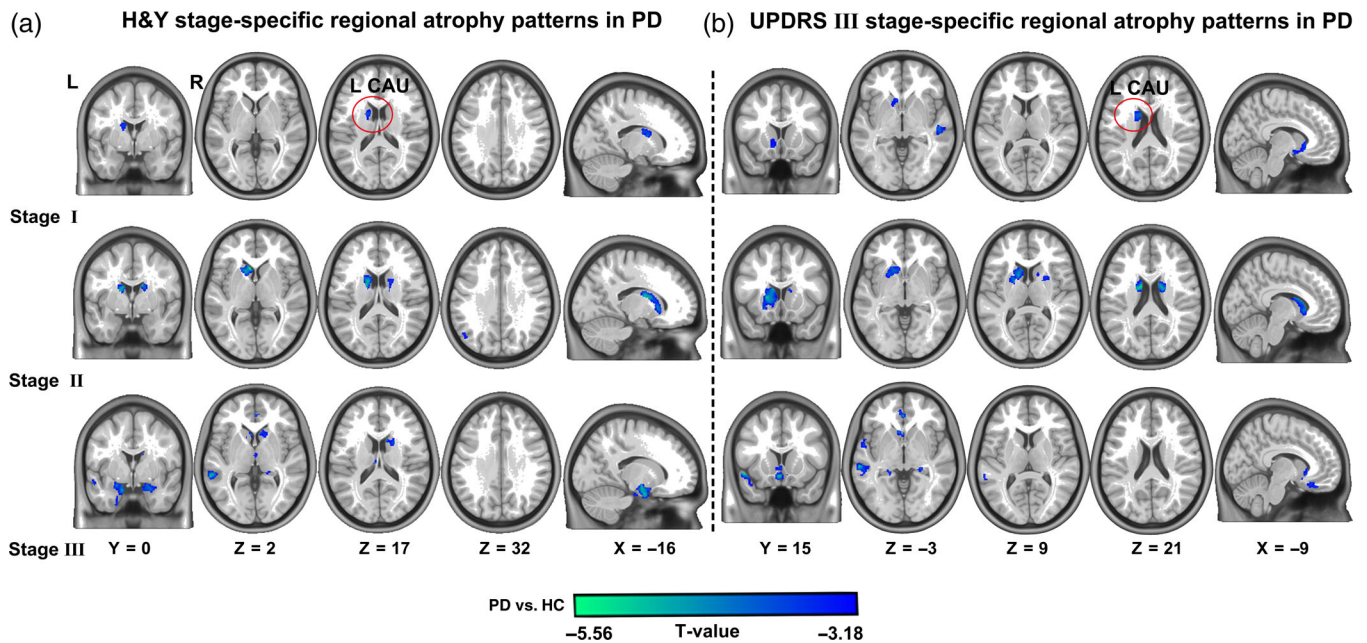 (a) H&Y stage-specific regional atrophy patterns in PD
(b) UPDRS III stage-specific regional atrophy patterns in PD
L R
L CAU
L CAU
Stage I
Stage II
Stage III
Y = 0 Z = 2 Z = 17 Z = 32 X = −16
Y = 15 Z = −3 Z = 9 Z = 21 X = −9
PD vs. HC
−5.56 T-value −3.18